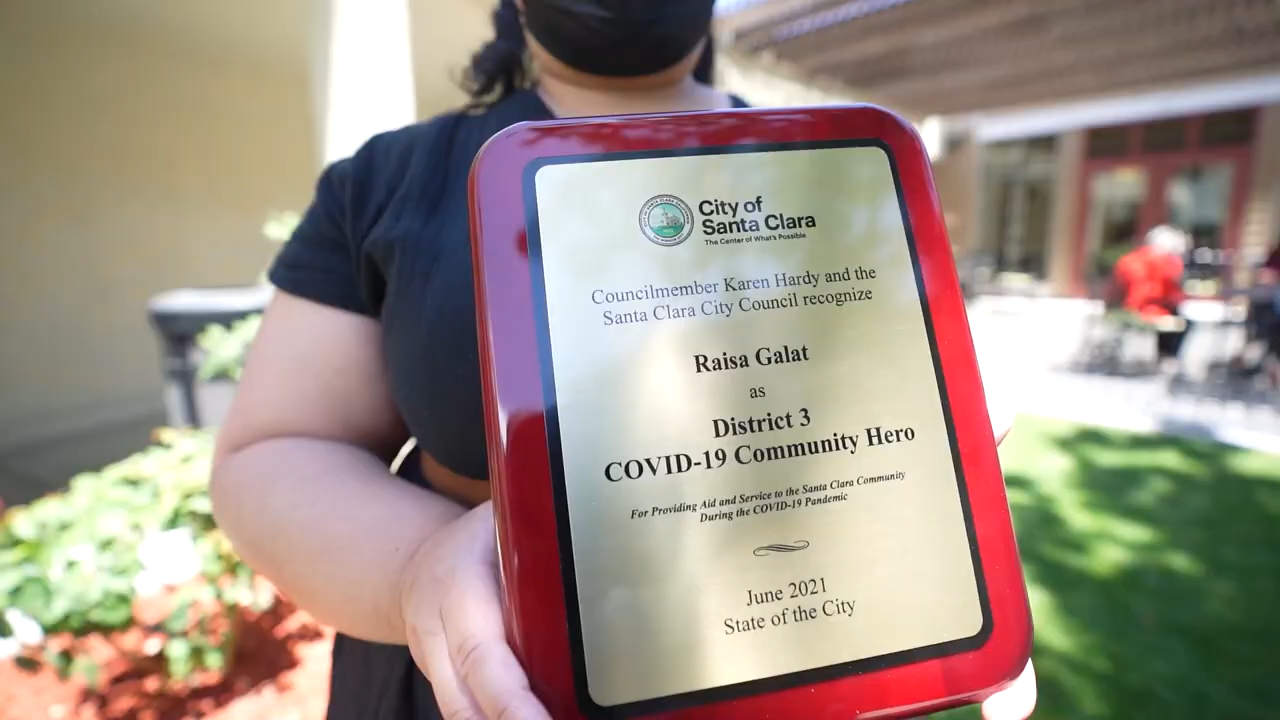 City of
Santa Clara
The Center of What's Possible
Councilmember Karen Hardy and the
Santa Clara City Council recognize
Raisa Galat
as
District 3
COVID-19 Community Hero
For Providing Aid and Service to the Santa Clara Community
During the COVID-19 Pandemic
June 2021
State of the City